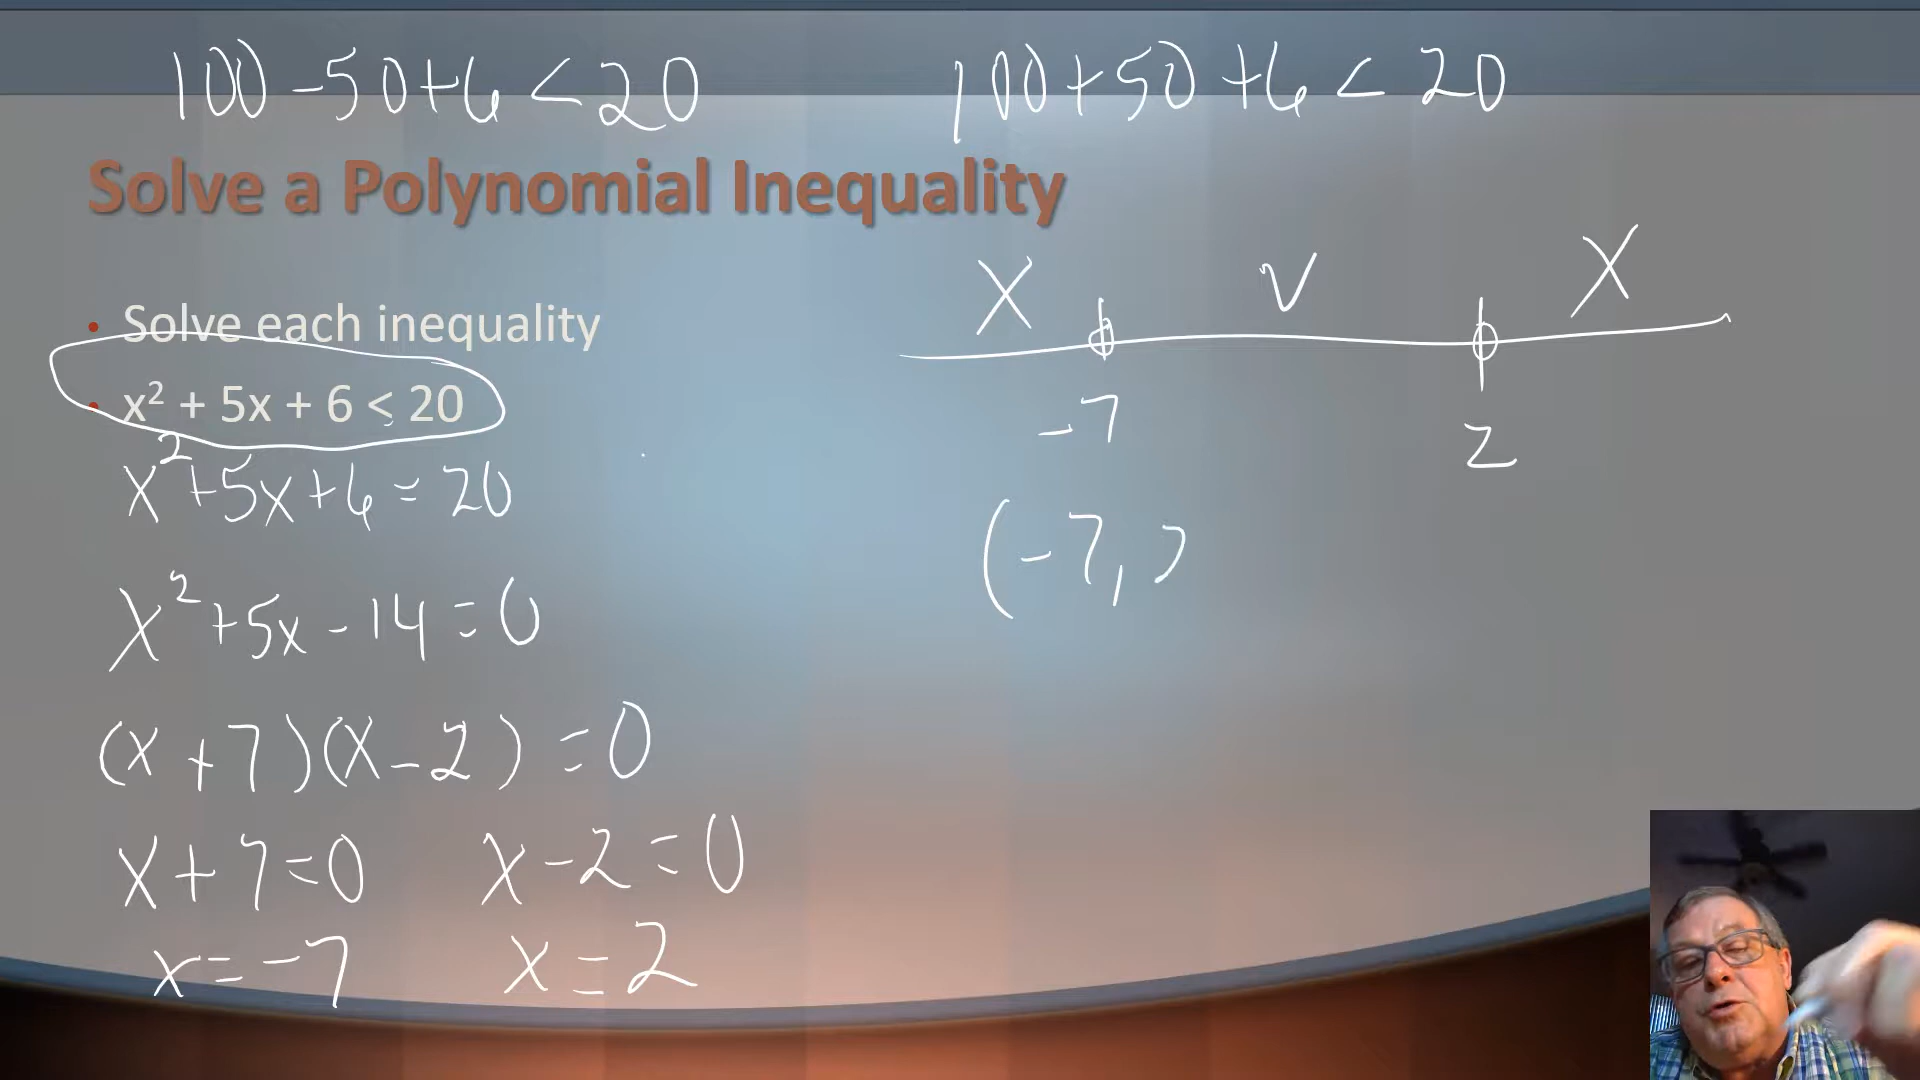 100 - 50 + 6 < 20
100 + 50 + 6 < 20
Solve a Polynomial Inequality
X V X
-7 2
• Solve each inequality
• x² + 5x + 6 < 20
x² + 5x + 6 = 20
(-7,
x² + 5x - 14 = 0
(x + 7)(x - 2) = 0
x + 7 = 0 x - 2 = 0
x = -7 x = 2